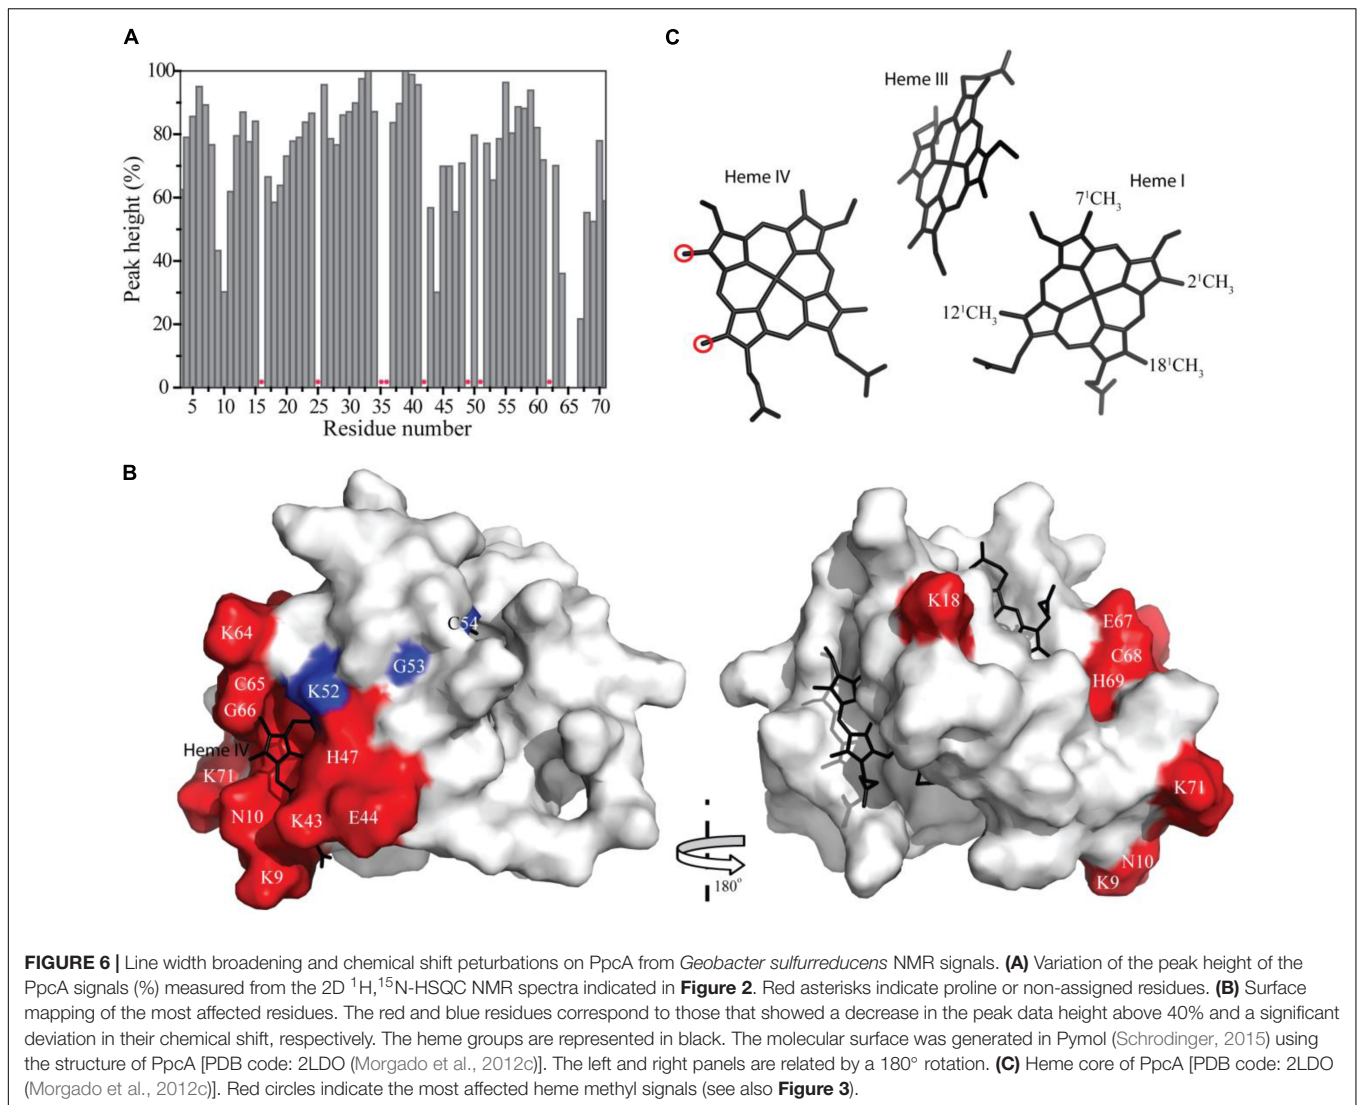 A
100
80
60
40
20
0
Peak height (%)
5 10 15 20 25 30 35 40 45 50 55 60 65 70
Residue number
C
Heme III
Heme IV
Heme I
7¹CH₃
2¹CH₃
12¹CH₃
18¹CH₃
B
K64
C65
G66
K52
G53
C54
Heme IV
H47
K71
N10
K43
E44
K9
180°
K18
E67
C68
H69
K71
N10
K9
FIGURE 6 | Line width broadening and chemical shift peturbations on PpcA from Geobacter sulfurreducens NMR signals. (A) Variation of the peak height of the
PpcA signals (%) measured from the 2D ¹H,¹⁵N-HSQC NMR spectra indicated in Figure 2. Red asterisks indicate proline or non-assigned residues. (B) Surface
mapping of the most affected residues. The red and blue residues correspond to those that showed a decrease in the peak data height above 40% and a significant
deviation in their chemical shift, respectively. The heme groups are represented in black. The molecular surface was generated in Pymol (Schrodinger, 2015) using
the structure of PpcA [PDB code: 2LDO (Morgado et al., 2012c)]. The left and right panels are related by a 180° rotation. (C) Heme core of PpcA [PDB code: 2LDO
(Morgado et al., 2012c)]. Red circles indicate the most affected heme methyl signals (see also Figure 3).